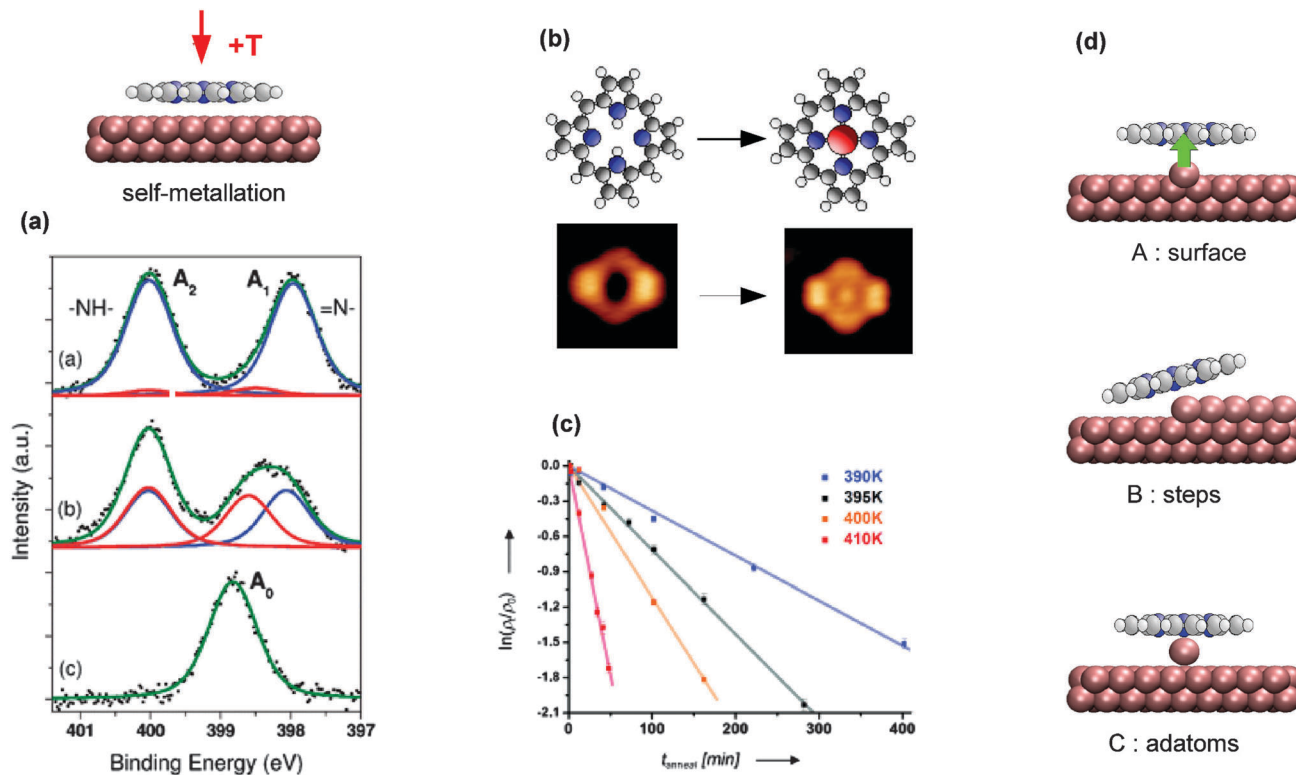 +T
self-metallation
(a)
A₂
A₁
-NH-
=N-
(a)
(b)
A₀
(c)
Intensity (a.u.)
401 400 399 398 397
Binding Energy (eV)
(b)
(c)
0.0
-0.3
-0.6
-0.9
-1.2
-1.5
-1.8
-2.1
ln(ρₜ/ρ₀)
390K
395K
400K
410K
0 100 200 300 400
t_anneal [min]
(d)
A : surface
B : steps
C : adatoms